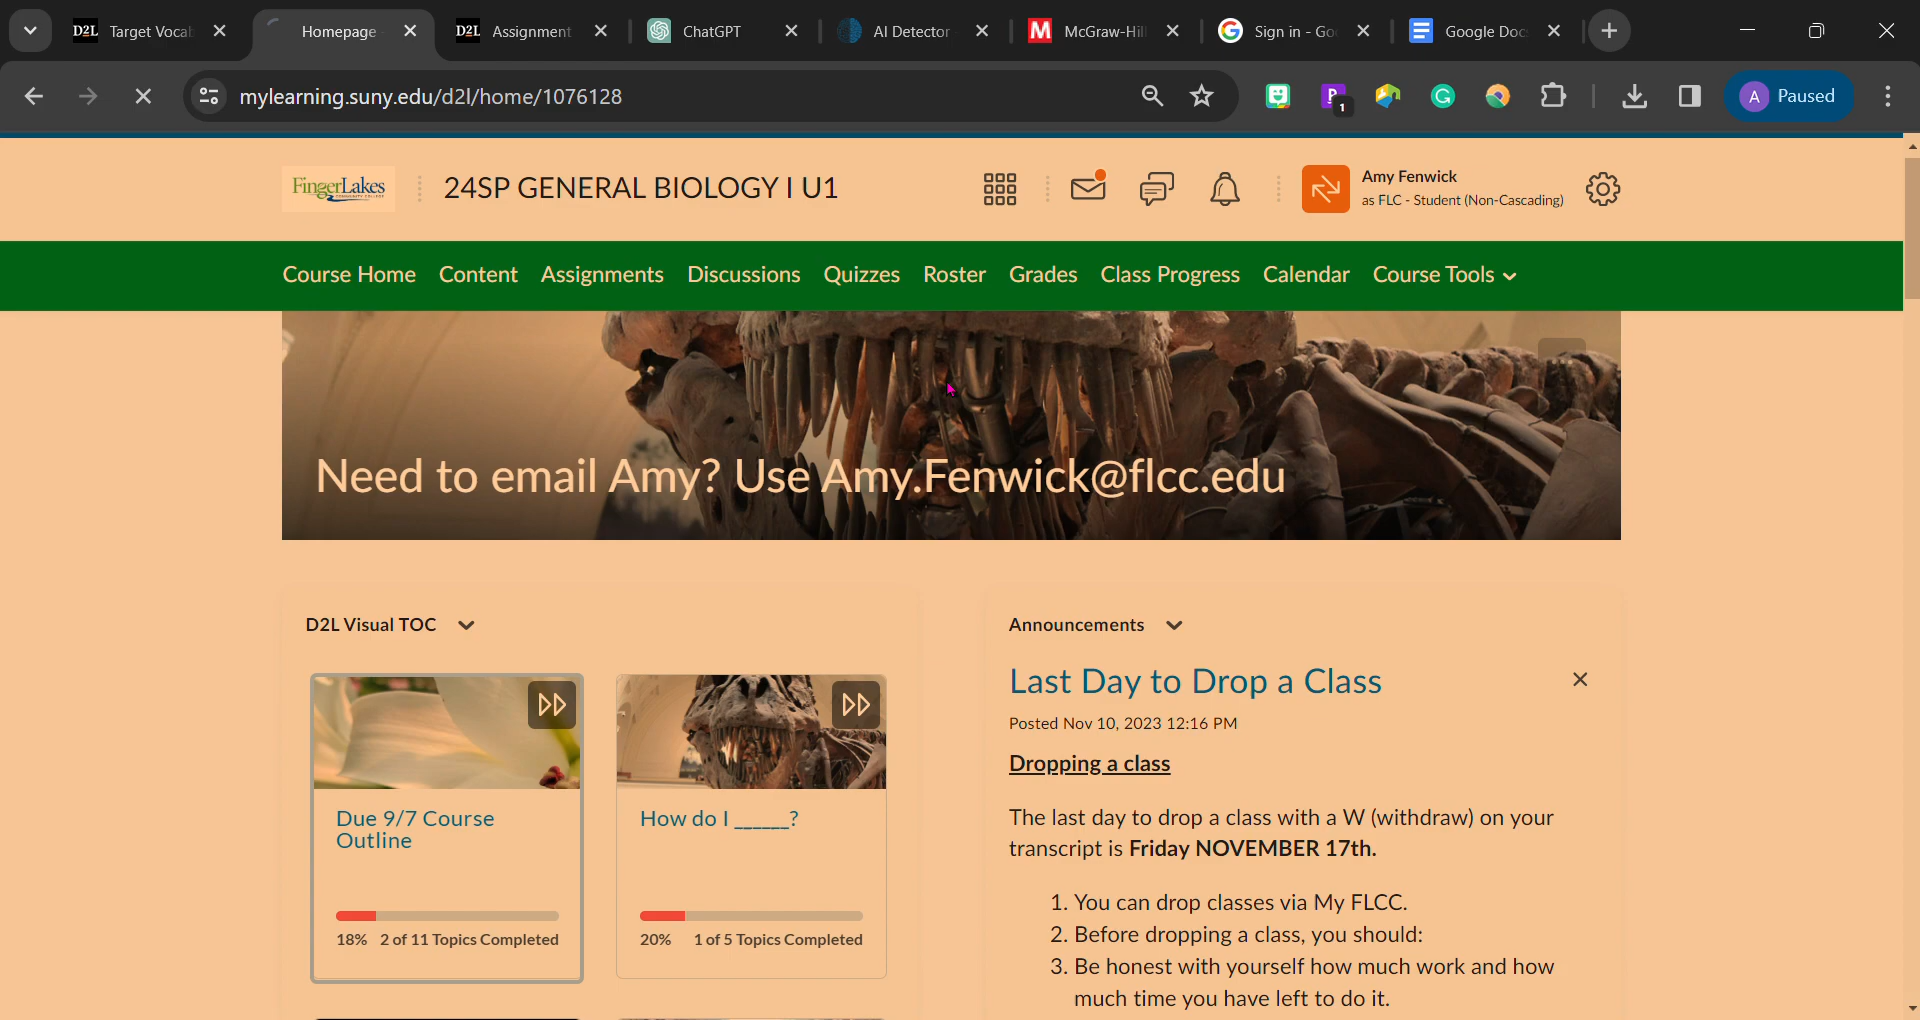 D2L Target Vocab
Homepage
D2L Assignment
ChatGPT
AI Detector
M McGraw-Hil
G Sign in - Go
Google Doc
mylearning.suny.edu/d2l/home/1076128
1
A Paused
FingerLakes
COMMUNITY COLLEGE
24SP GENERAL BIOLOGY I U1
Amy Fenwick
as FLC - Student (Non-Cascading)
Course Home Content Assignments Discussions Quizzes Roster Grades Class Progress Calendar Course Tools
Need to email Amy? Use Amy.Fenwick@flcc.edu
D2L Visual TOC
Due 9/7 Course
Outline
18% 2 of 11 Topics Completed
How do I ______?
20% 1 of 5 Topics Completed
Announcements
Last Day to Drop a Class
Posted Nov 10, 2023 12:16 PM
Dropping a class
The last day to drop a class with a W (withdraw) on your
transcript is Friday NOVEMBER 17th.
1. You can drop classes via My FLCC.
2. Before dropping a class, you should:
3. Be honest with yourself how much work and how
much time you have left to do it.